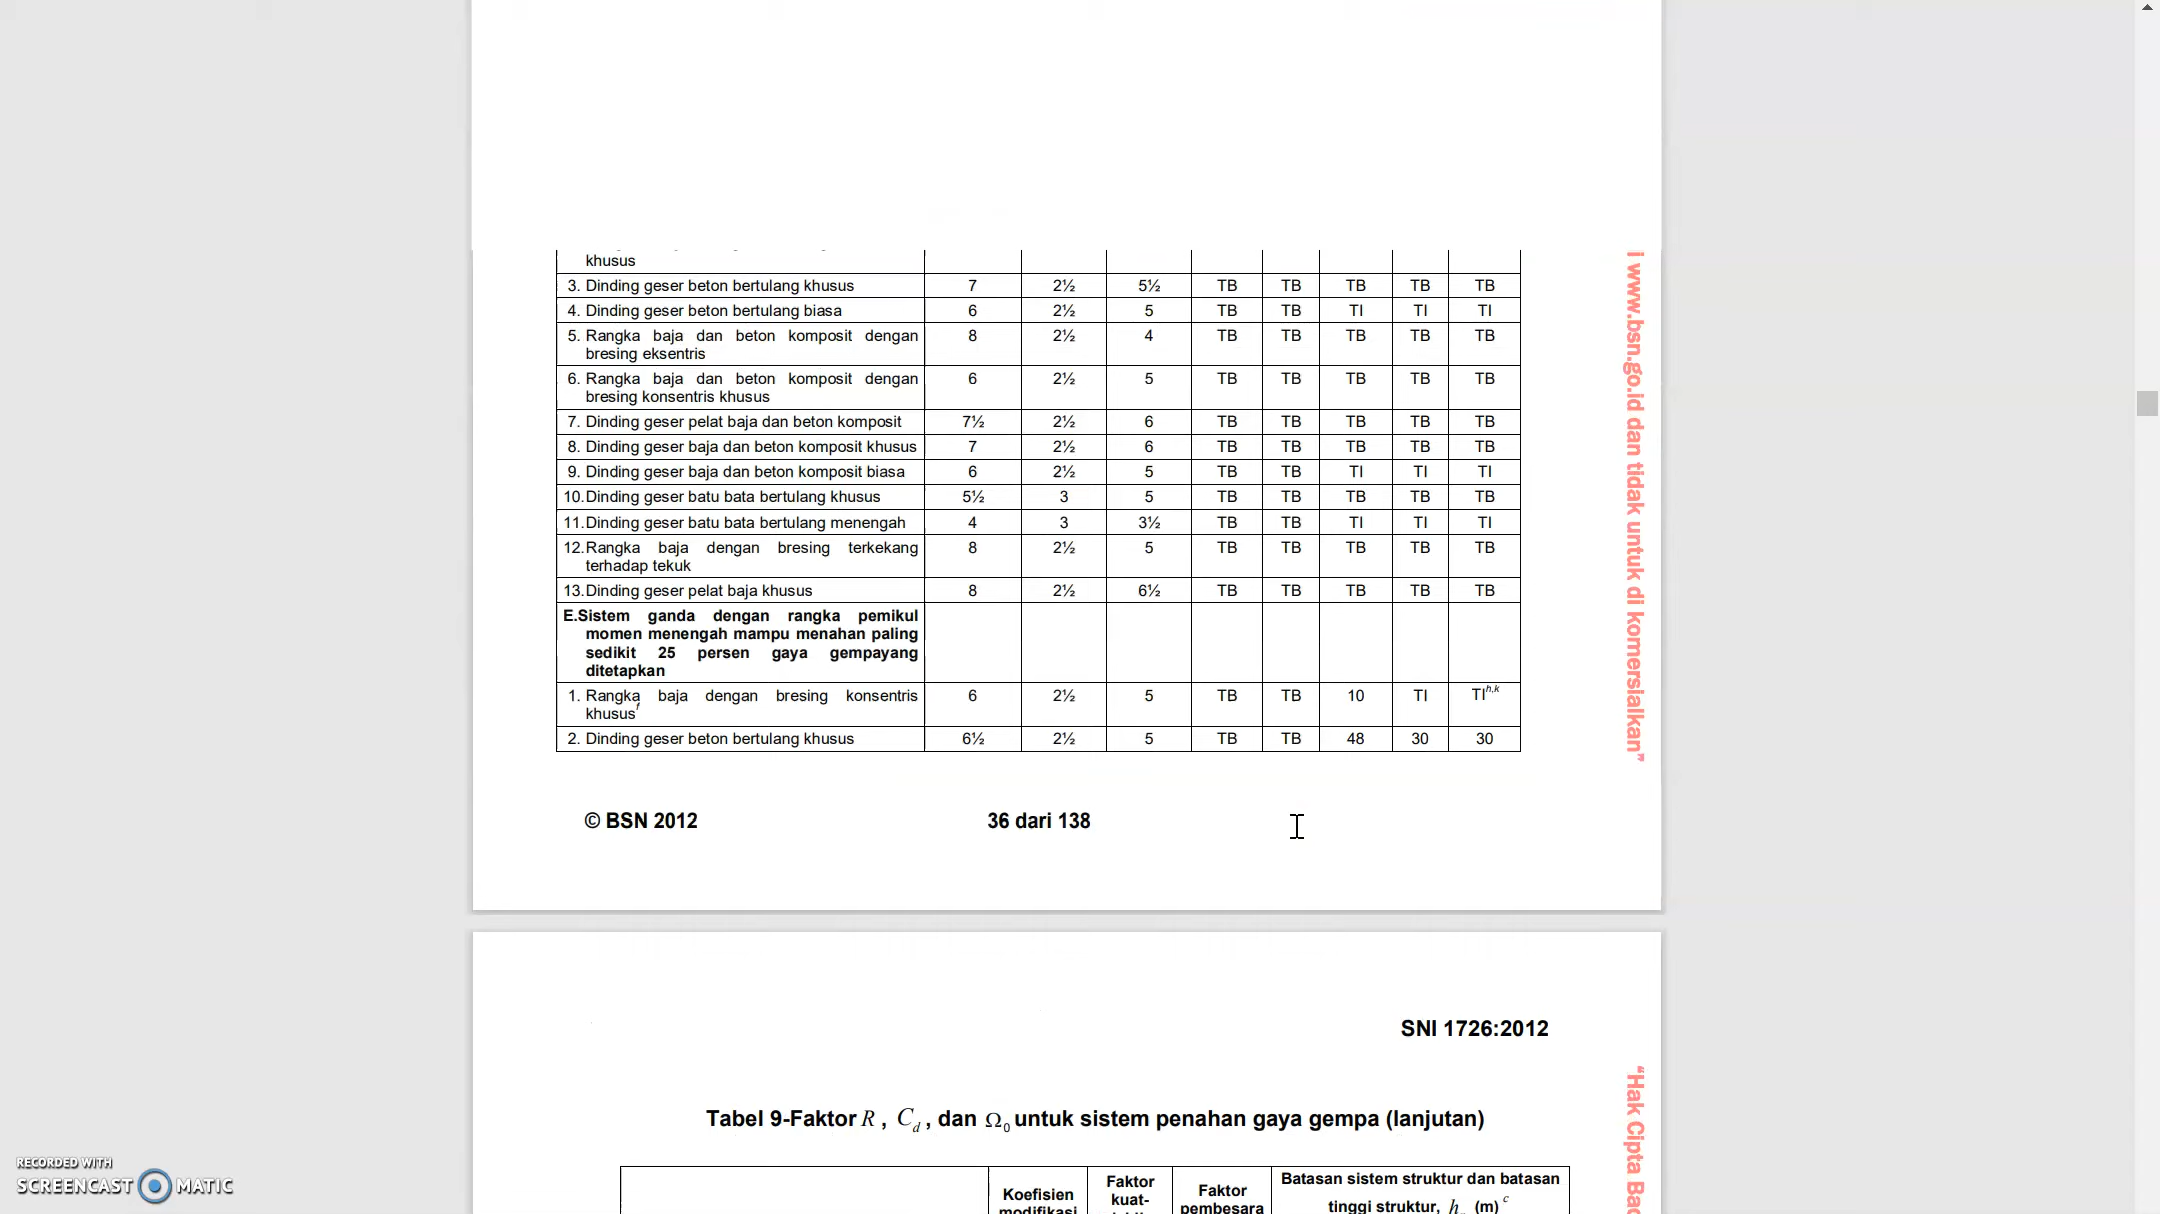 khusus
3. Dinding geser beton bertulang khusus 7 2½ 5½ TB TB TB TB TB
4. Dinding geser beton bertulang biasa 6 2½ 5 TB TB TI TI TI
5. Rangka baja dan beton komposit dengan 8 2½ 4 TB TB TB TB TB
bresing eksentris
6. Rangka baja dan beton komposit dengan 6 2½ 5 TB TB TB TB TB
bresing konsentris khusus
7. Dinding geser pelat baja dan beton komposit 7½ 2½ 6 TB TB TB TB TB
8. Dinding geser baja dan beton komposit khusus 7 2½ 6 TB TB TB TB TB
9. Dinding geser baja dan beton komposit biasa 6 2½ 5 TB TB TI TI TI
10.Dinding geser batu bata bertulang khusus 5½ 3 5 TB TB TB TB TB
11.Dinding geser batu bata bertulang menengah 4 3 3½ TB TB TI TI TI
12.Rangka baja dengan bresing terkekang 8 2½ 5 TB TB TB TB TB
terhadap tekuk
13.Dinding geser pelat baja khusus 8 2½ 6½ TB TB TB TB TB
E.Sistem ganda dengan rangka pemikul
momen menengah mampu menahan paling
sedikit 25 persen gaya gempayang
ditetapkan
1. Rangka baja dengan bresing konsentris 6 2½ 5 TB TB 10 TI TI h,k
khusus f
2. Dinding geser beton bertulang khusus 6½ 2½ 5 TB TB 48 30 30
© BSN 2012 36 dari 138
i www.bsn.go.id dan tidak untuk di komersialkan”
SNI 1726:2012
“Hak Cipta Bad
Tabel 9-Faktor R , Cd , dan Ω0 untuk sistem penahan gaya gempa (lanjutan)
Koefisien
modifikasi
Faktor
kuat-
Faktor
pembesara
Batasan sistem struktur dan batasan
tinggi struktur, h (m) c
RECORDED WITH
SCREENCAST MATIC